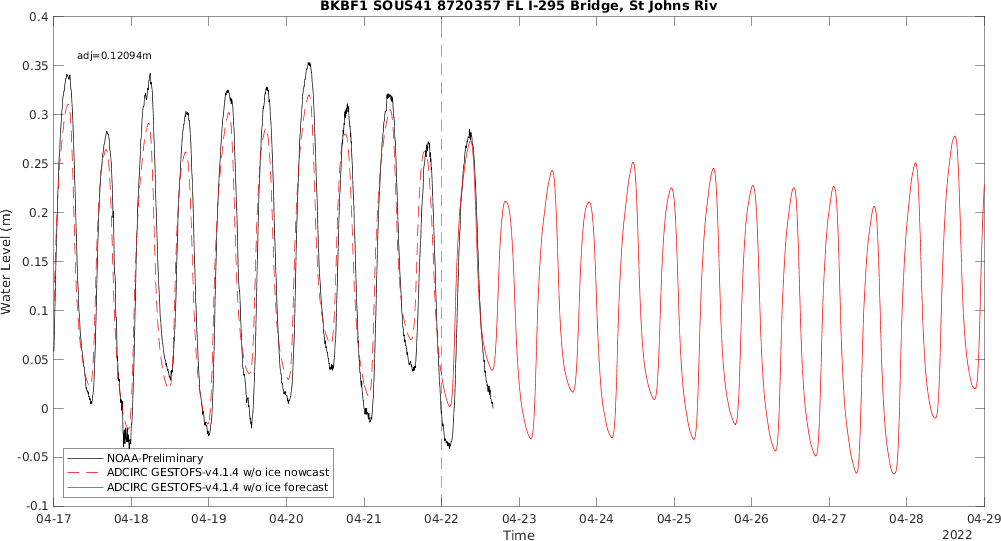 BKBF1 SOUS41 8720357 FL I-295 Bridge, St Johns Riv
adj=0.12094m
0.4
0.35
0.3
0.25
0.2
0.15
0.1
0.05
0
-0.05
-0.1
Water Level (m)
NOAA-Preliminary
ADCIRC GESTOFS-v4.1.4 w/o ice nowcast
ADCIRC GESTOFS-v4.1.4 w/o ice forecast
04-17 04-18 04-19 04-20 04-21 04-22 04-23 04-24 04-25 04-26 04-27 04-28 04-29
Time
2022